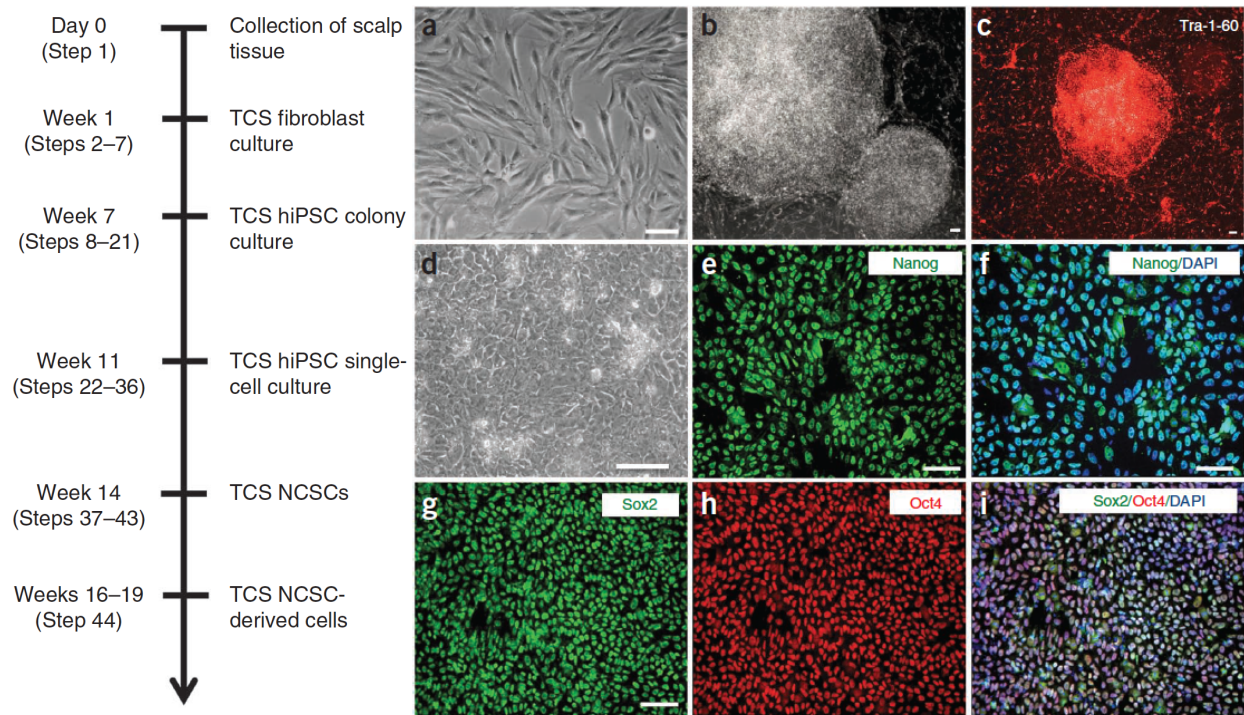 Day 0
(Step 1)
Collection of scalp
tissue
Week 1
(Steps 2–7)
TCS fibroblast
culture
Week 7
(Steps 8–21)
TCS hiPSC colony
culture
Week 11
(Steps 22–36)
TCS hiPSC single-
cell culture
Week 14
(Steps 37–43)
TCS NCSCs
Weeks 16–19
(Step 44)
TCS NCSC-
derived cells
a
b
c
Tra-1-60
d
e
Nanog
f
Nanog/DAPI
g
Sox2
h
Oct4
i
Sox2/Oct4/DAPI